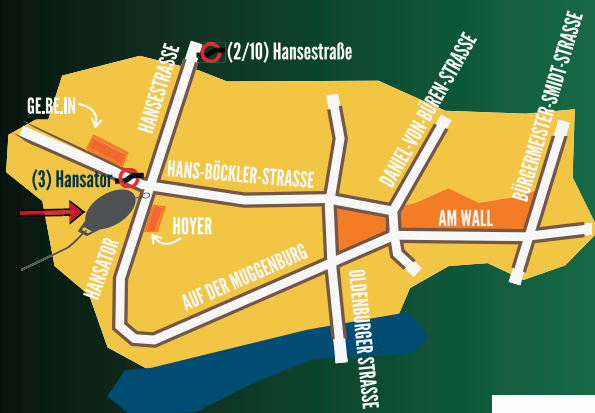 (2/10) Hansestraße
HANSESTRASSE
GE.BE.IN
(3) Hansator
HANS-BÖCKLER-STRASSE
DANIEL-VON-BÜREN-STRASSE
BÜRGERMEISTER-SMIDT-STRASSE
HOYER
AM WALL
HANSATOR
AUF DER MUGGENBURG
OLDENBURGER STRASSE